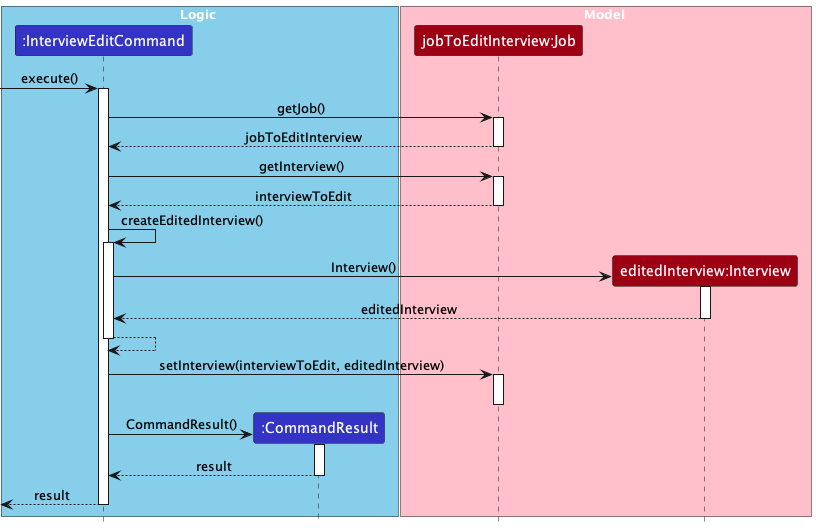 Logic
Model
:InterviewEditCommand
jobToEditInterview:Job
execute()
getJob()
jobToEditInterview
getInterview()
interviewToEdit
createEditedInterview()
Interview()
editedInterview:Interview
editedInterview
setInterview(interviewToEdit, editedInterview)
CommandResult()
:CommandResult
result
result